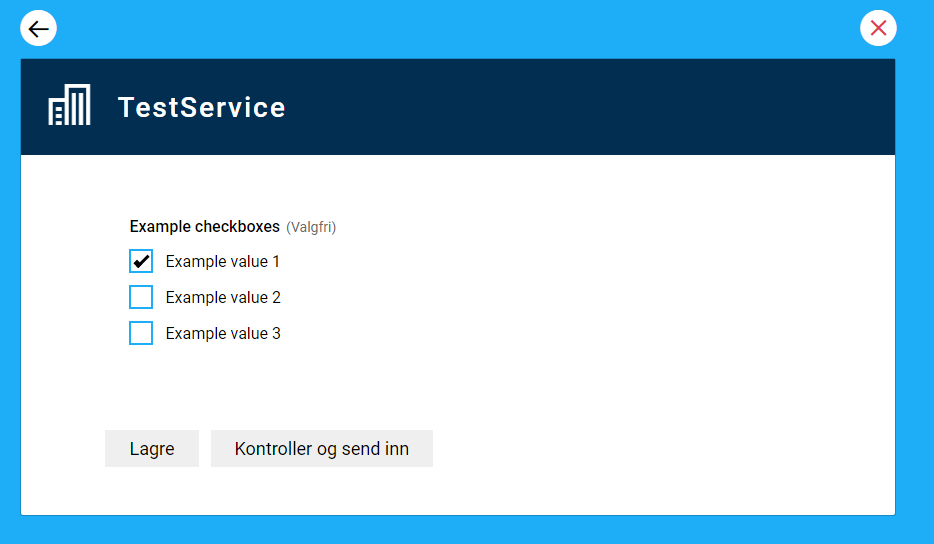 TestService
Example checkboxes (Valgfri)
Example value 1
Example value 2
Example value 3
Lagre Kontroller og send inn